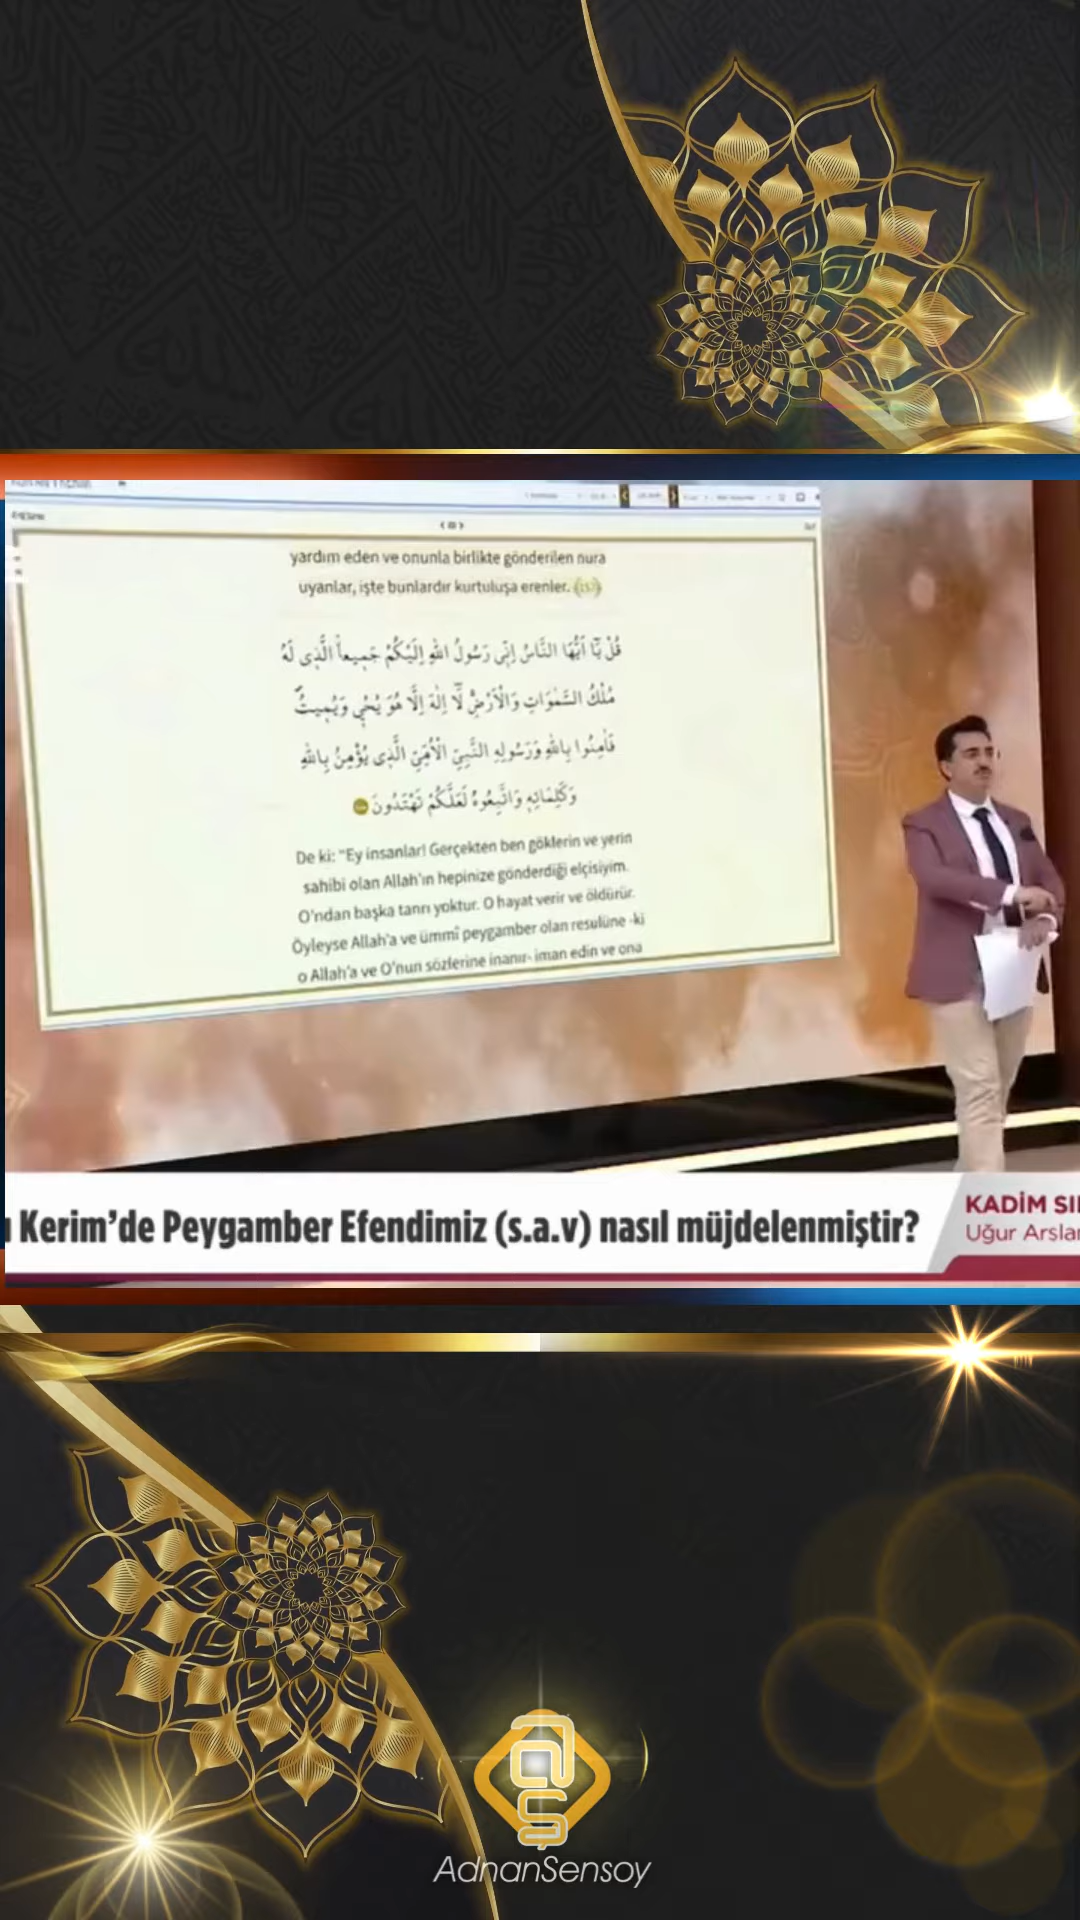 yardım eden ve onunla birlikte gönderilen nura
uyanlar, işte bunlardır kurtuluşa erenler. (157)
قُلْ يَٓا اَيُّهَا النَّاسُ اِنّ۪ي رَسُولُ اللّٰهِ اِلَيْكُمْ جَم۪يعاًۨ الَّذ۪ي لَهُ
مُلْكُ السَّمٰوَاتِ وَالْاَرْضِۚ لَٓا اِلٰهَ اِلَّا هُوَ يُحْي۪ وَيُم۪يتُۖ
فَاٰمِنُوا بِاللّٰهِ وَرَسُولِهِ النَّبِيِّ الْاُمِّيِّ الَّذ۪ي يُؤْمِنُ بِاللّٰهِ
وَكَلِمَاتِه۪ وَاتَّبِعُوهُ لَعَلَّكُمْ تَهْتَدُونَ
De ki: "Ey insanlar! Gerçekten ben göklerin ve yerin
sahibi olan Allah'ın hepinize gönderdiği elçisiyim.
O'ndan başka tanrı yoktur. O hayat verir ve öldürür.
Öyleyse Allah'a ve ümmî peygamber olan resulüne -ki
o Allah'a ve O'nun sözlerine inanır- iman edin ve ona
Kerim'de Peygamber Efendimiz (s.a.v) nasıl müjdelenmiştir?
KADİM
Uğur Arslan
AdnanSensoy